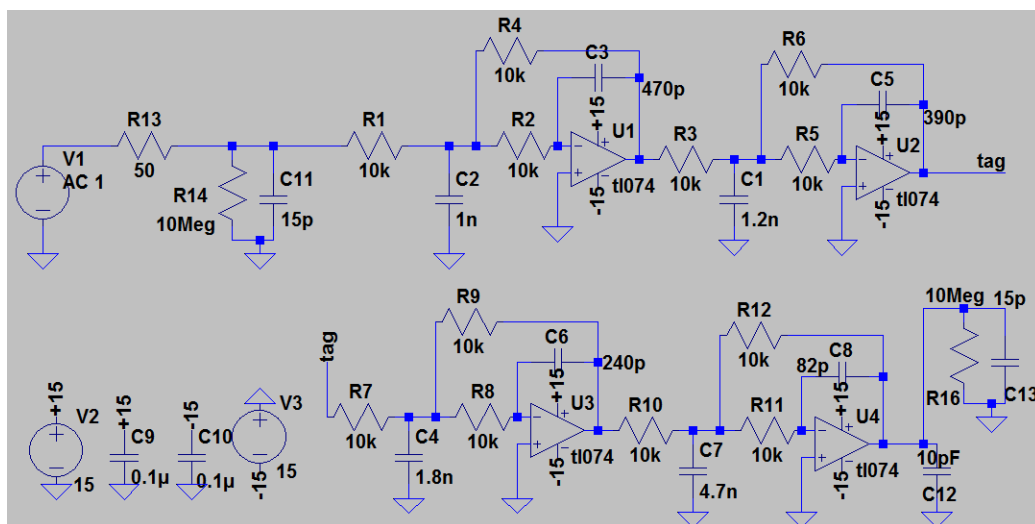 R4
10k
C3
470p
R6
10k
C5
390p
R13
50
V1
AC 1
R14
10Meg
C11
15p
R1
10k
C2
1n
R2
10k
+15
U1
-15
tl074
R3
10k
C1
1.2n
R5
10k
+15
U2
-15
tl074
tag
R9
10k
C6
240p
R12
10k
C8
82p
10Meg
15p
R16
C13
tag
R7
10k
C4
1.8n
R8
10k
+15
U3
-15
tl074
R10
10k
C7
4.7n
R11
10k
+15
U4
-15
tl074
10pF
C12
+15
V2
15
+15
C9
0.1µ
-15
C10
0.1µ
V3
15
-15